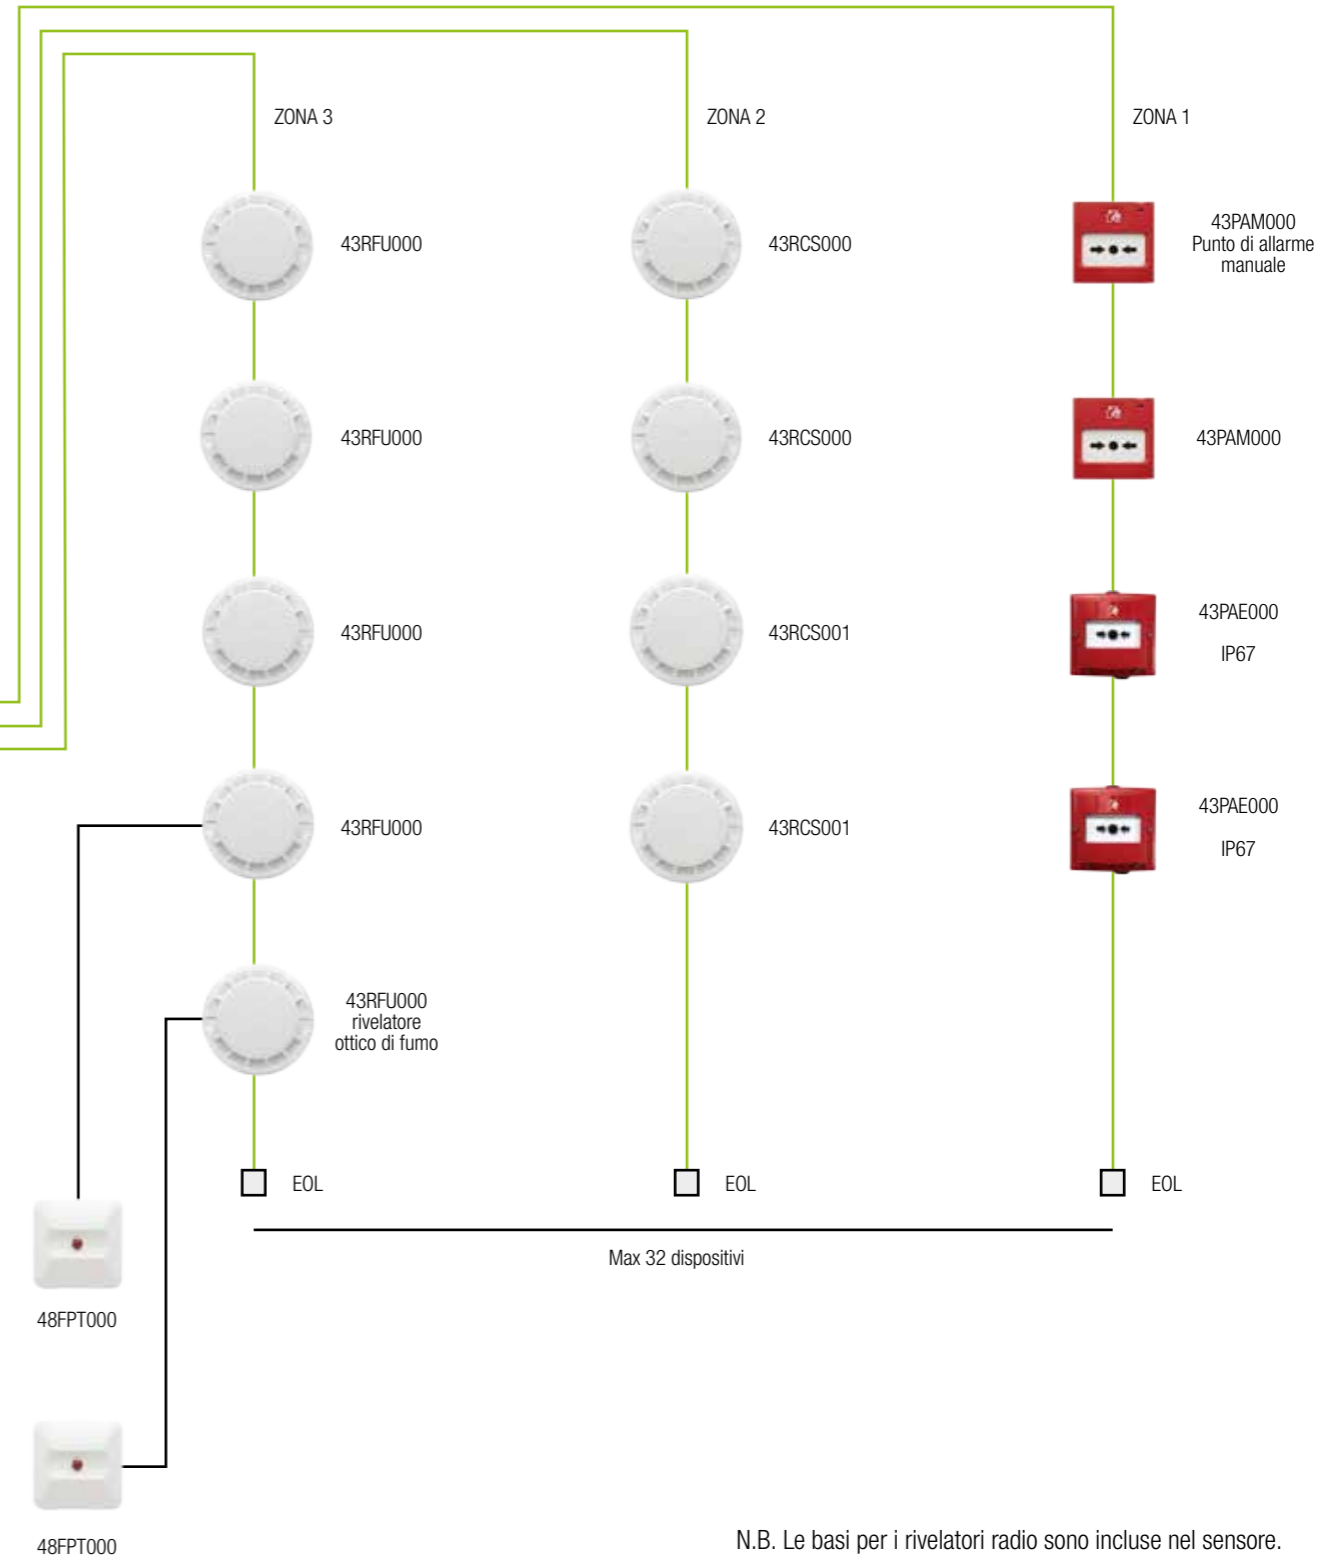 ZONA 3
ZONA 2
ZONA 1
43RFU000
43RCS000
43PAM000
Punto di allarme
manuale
43RFU000
43RCS000
43PAM000
43RFU000
43RCS001
43PAE000
IP67
43RFU000
43RCS001
43PAE000
IP67
43RFU000
rivelatore
ottico di fumo
EOL
EOL
EOL
Max 32 dispositivi
48FPT000
48FPT000
N.B. Le basi per i rivelatori radio sono incluse nel sensore.